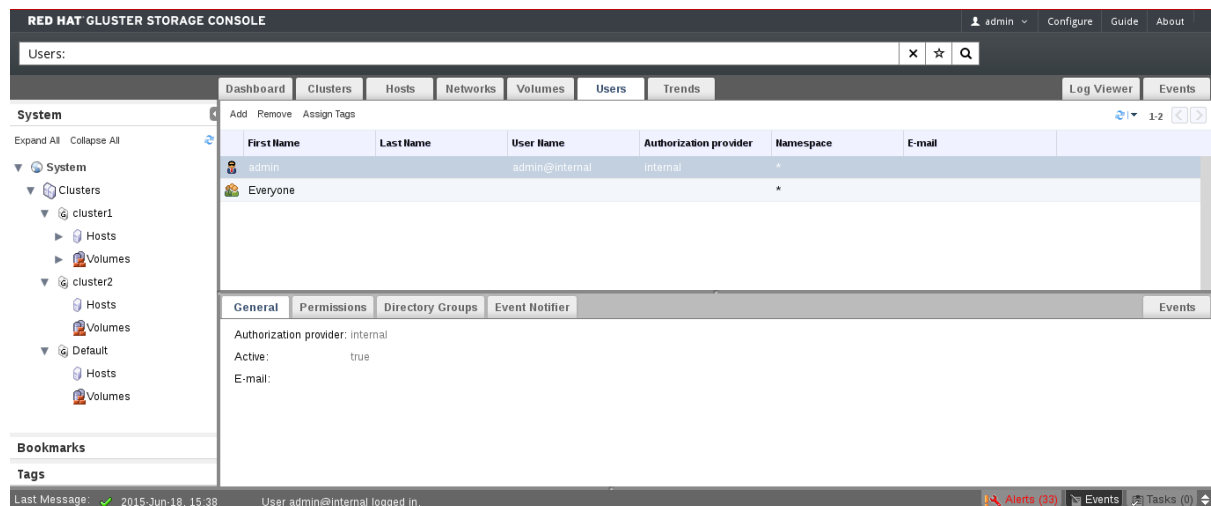 RED HAT GLUSTER STORAGE CONSOLE admin Configure Guide About
Users:
Dashboard Clusters Hosts Networks Volumes Users Trends Log Viewer Events
System Add Remove Assign Tags 1-2
Expand All Collapse All First Name Last Name User Name Authorization provider Namespace E-mail
System admin admin@internal internal *
Clusters Everyone *
cluster1
Hosts
Volumes
cluster2
Hosts General Permissions Directory Groups Event Notifier Events
Volumes Authorization provider: internal
Default Active: true
Hosts E-mail:
Volumes
Bookmarks
Tags
Last Message: 2015-Jun-18, 15:38 User admin@internal logged in. Alerts (33) Events Tasks (0)